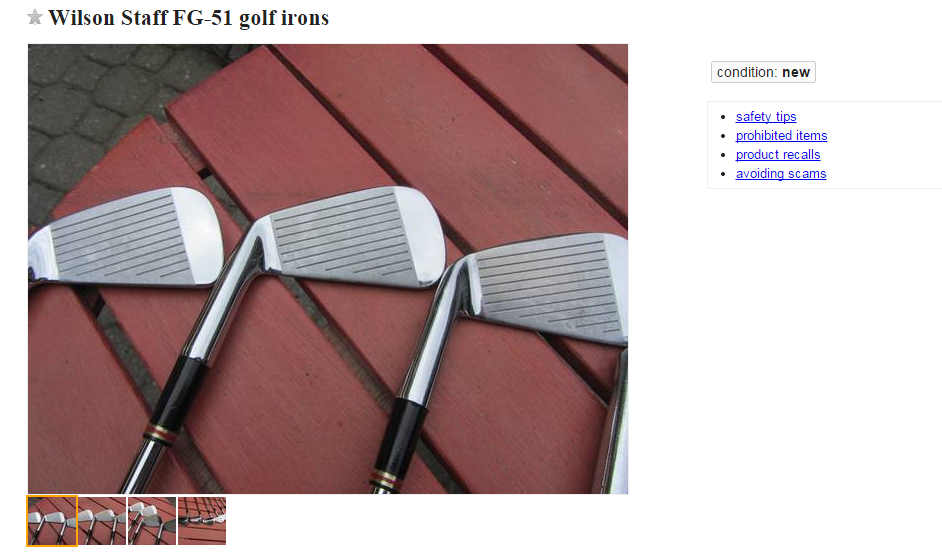 Wilson Staff FG-51 golf irons
condition: new
safety tips
prohibited items
product recalls
avoiding scams